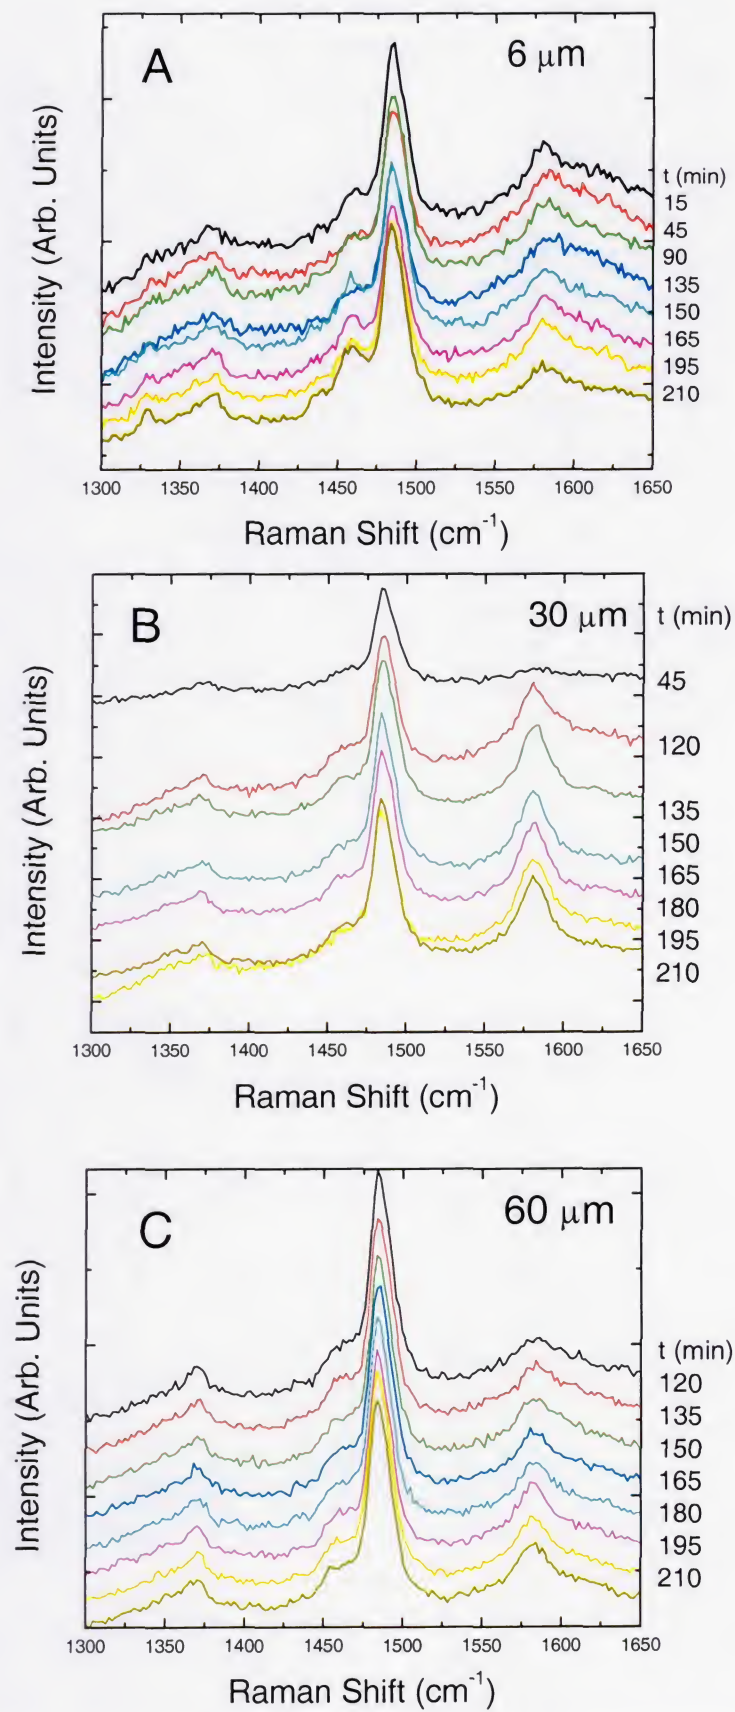 A
6 μm
t (min)
15
45
90
135
150
165
195
210
Intensity (Arb. Units)
1300 1350 1400 1450 1500 1550 1600 1650
Raman Shift (cm⁻¹)
B
30 μm
t (min)
45
120
135
150
165
180
195
210
Intensity (Arb. Units)
1300 1350 1400 1450 1500 1550 1600 1650
Raman Shift (cm⁻¹)
C
60 μm
t (min)
120
135
150
165
180
195
210
Intensity (Arb. Units)
1300 1350 1400 1450 1500 1550 1600 1650
Raman Shift (cm⁻¹)